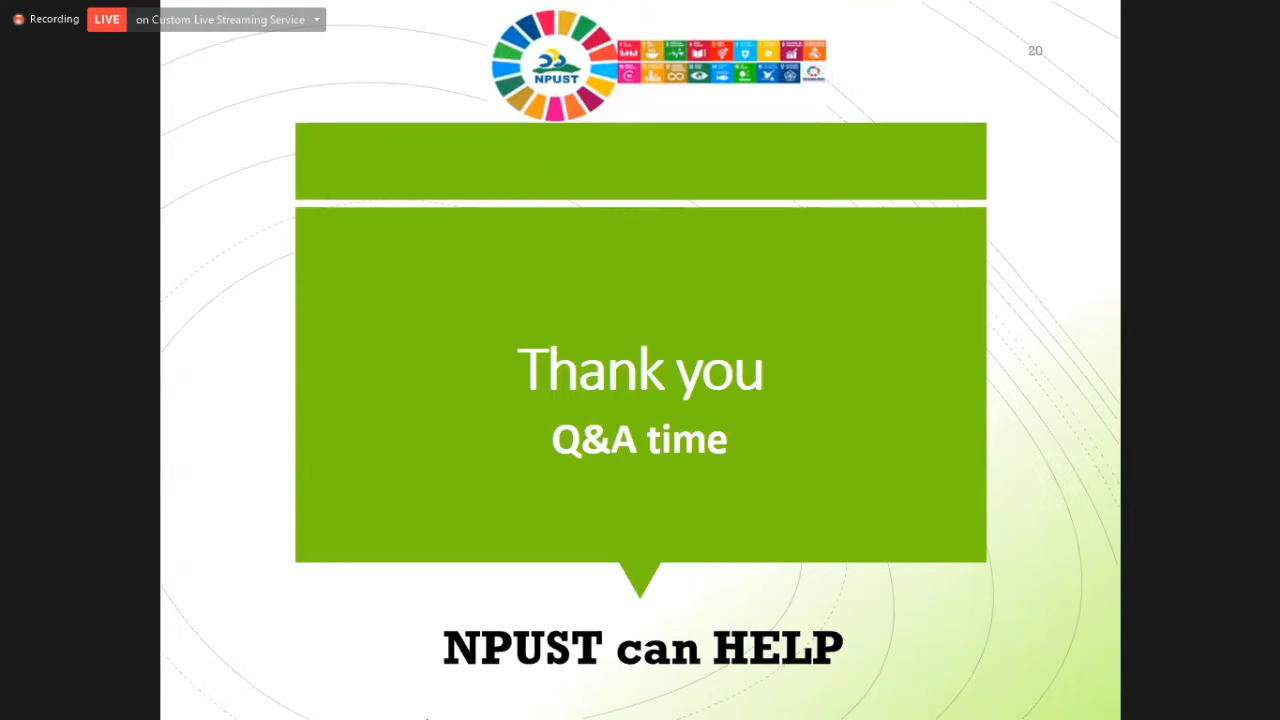 Recording
LIVE
on Custom Live Streaming Service
20
NPUST
Thank you
Q&A time
NPUST can HELP